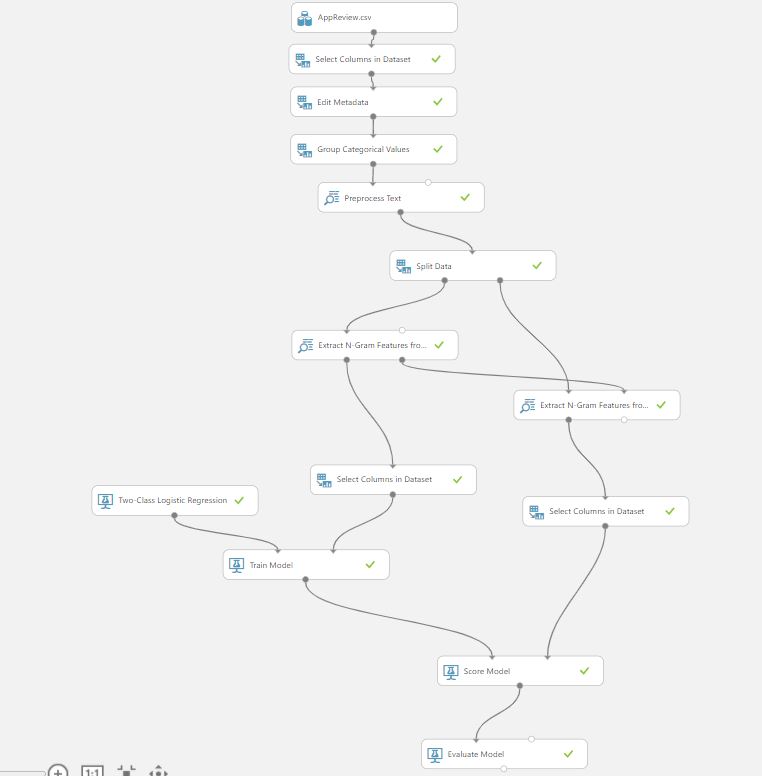 AppReview.csv
Select Columns in Dataset
Edit Metadata
Group Categorical Values
Preprocess Text
Split Data
Extract N-Gram Features fro...
Extract N-Gram Features fro...
Select Columns in Dataset
Two-Class Logistic Regression
Select Columns in Dataset
Train Model
Score Model
Evaluate Model
1:1